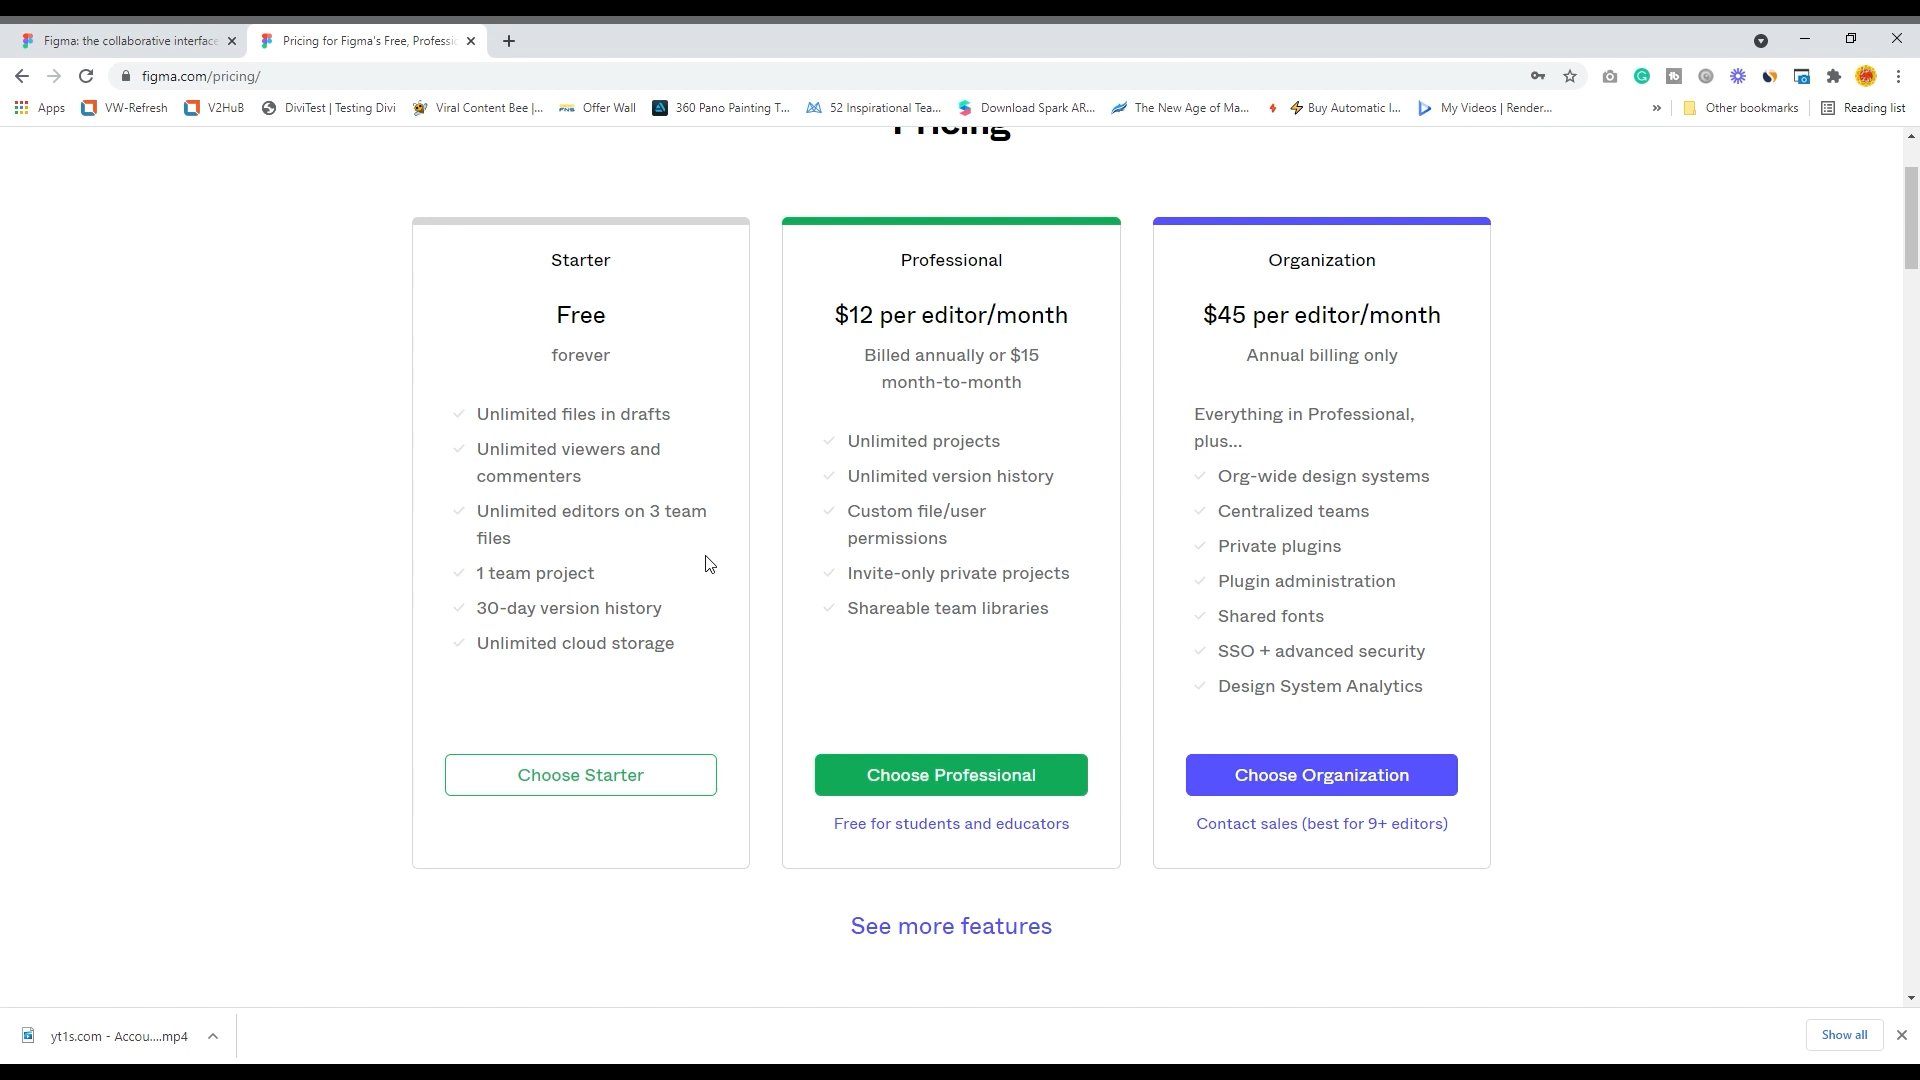 Figma: the collaborative interface
Pricing for Figma's Free, Professio
figma.com/pricing/
Apps
VW-Refresh
V2HuB
DiviTest | Testing Divi
Viral Content Bee |...
Offer Wall
360 Pano Painting T...
52 Inspirational Tea...
Download Spark AR...
The New Age of Ma...
Buy Automatic I...
My Videos | Render...
»
Other bookmarks
Reading list
Pricing
Starter
Free
forever
Unlimited files in drafts
Unlimited viewers and
commenters
Unlimited editors on 3 team
files
1 team project
30-day version history
Unlimited cloud storage
Choose Starter
Professional
$12 per editor/month
Billed annually or $15
month-to-month
Unlimited projects
Unlimited version history
Custom file/user
permissions
Invite-only private projects
Shareable team libraries
Choose Professional
Free for students and educators
Organization
$45 per editor/month
Annual billing only
Everything in Professional,
plus...
Org-wide design systems
Centralized teams
Private plugins
Plugin administration
Shared fonts
SSO + advanced security
Design System Analytics
Choose Organization
Contact sales (best for 9+ editors)
See more features
yt1s.com - Accou....mp4
Show all